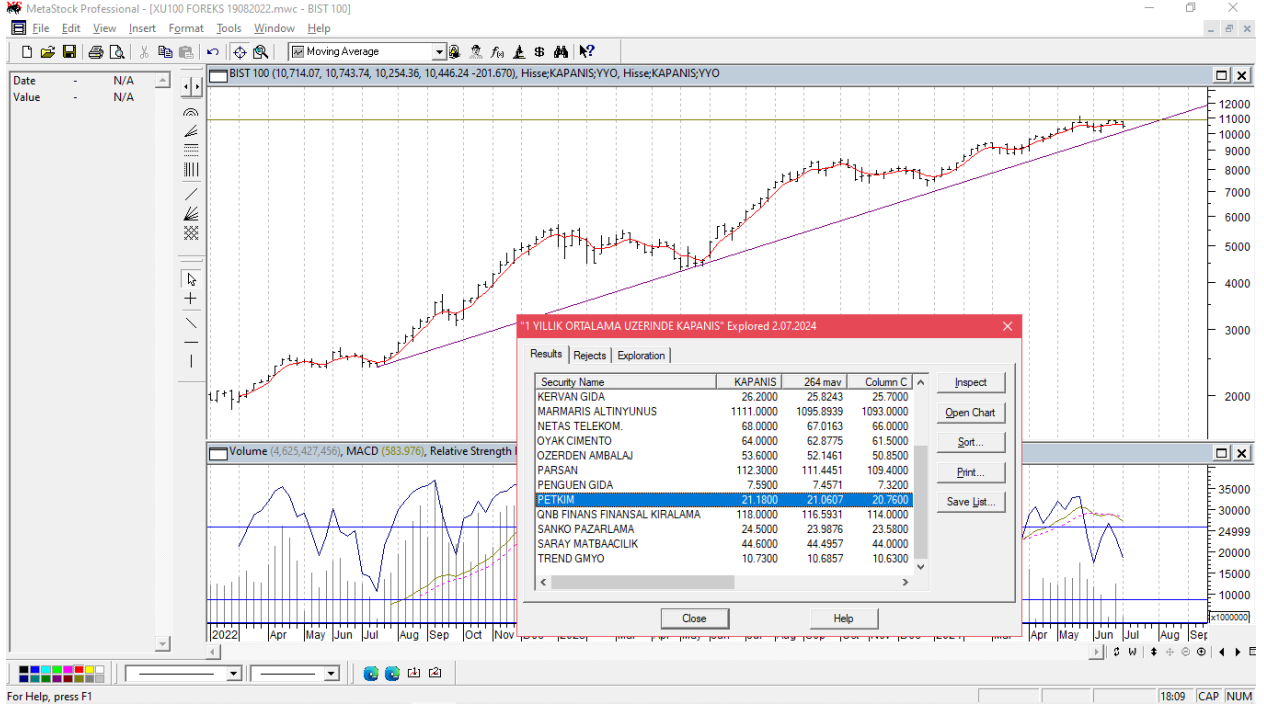 MetaStock Professional - [XU100 FOREKS 19082022.mwc - BIST 100]
File Edit View Insert Format Tools Window Help
Moving Average
Date - N/A
Value - N/A
BIST 100 (10,714.07, 10,743.74, 10,254.36, 10,446.24 -201.670), Hisse;KAPANIS;YYO, Hisse;KAPANIS;YYO
12000
11000
10000
9000
8000
7000
6000
5000
4000
3000
2000
"1 YILLIK ORTALAMA UZERINDE KAPANIS" Explored 2.07.2024
Results Rejects Exploration
Security Name KAPANIS 264 mav Column C
KERVAN GIDA 26.2000 25.8243 25.7000
MARMARIS ALTINYUNUS 1111.0000 1095.8939 1093.0000
NETAS TELEKOM. 68.0000 67.0163 66.0000
OYAK CIMENTO 64.0000 62.8775 61.5000
OZERDEN AMBALAJ 53.6000 52.1461 50.8500
PARSAN 112.3000 111.4451 109.4000
PENGUEN GIDA 7.5900 7.4571 7.3200
PETKIM 21.1800 21.0607 20.7600
QNB FINANS FINANSAL KIRALAMA 118.0000 116.5931 114.0000
SANKO PAZARLAMA 24.5000 23.9876 23.5800
SARAY MATBAACILIK 44.6000 44.4957 44.0000
TREND GMYO 10.7300 10.6857 10.6300
Inspect
Open Chart
Sort...
Print...
Save List...
Close Help
Volume (4,625,427,456), MACD (583.976), Relative Strength
35000
30000
24999
20000
15000
10000
x1000000
2022 Apr May Jun Jul Aug Sep Oct Nov Apr May Jun Jul Aug Sep
For Help, press F1
18:09 CAP NUM